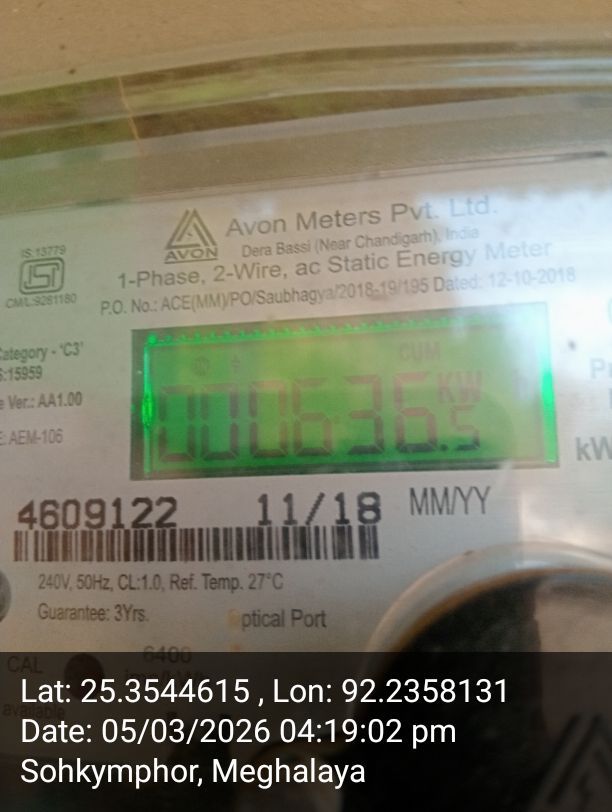 Avon Meters Pvt. Ltd.
AVON
Dera Bassi (Near Chandigarh), India
IS:13779
ISI
CM/L:9261180
1-Phase, 2-Wire, ac Static Energy Meter
P.O. No.: ACE(MM)/PO/Saubhagya/2018-19/195 Dated: 12-10-2018
Category - 'C3'
:15959
Ver.: AA1.00
: AEM-106
CUM
KW
000636.5
kW
4609122 11/18 MM/YY
240V, 50Hz, CL:1.0, Ref. Temp. 27°C
Guarantee: 3Yrs.
Optical Port
CAL
6400
Lat: 25.3544615 , Lon: 92.2358131
Date: 05/03/2026 04:19:02 pm
Sohkymphor, Meghalaya